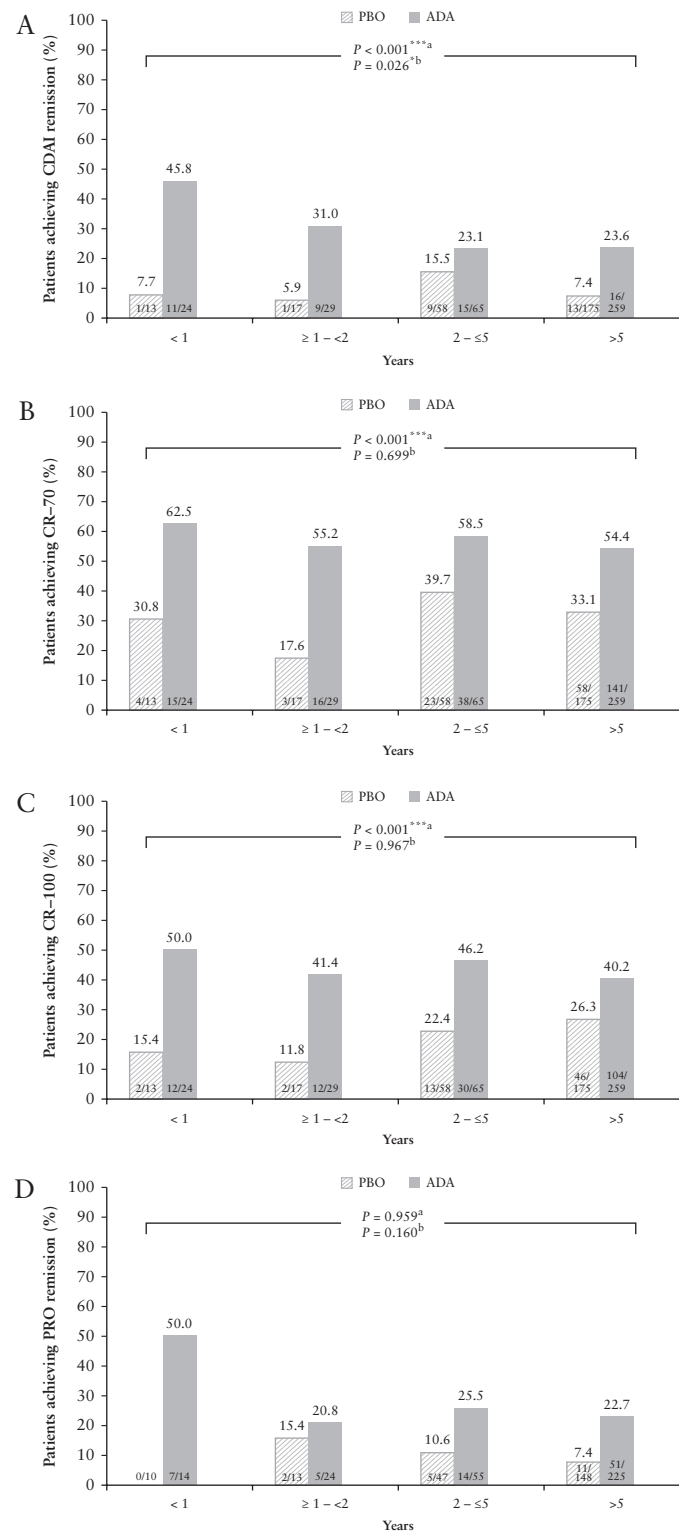 A
PBO ADA
P < 0.001***a
P = 0.026*b
Patients achieving CDAI remission (%)
100
90
80
70
60
50
40
30
20
10
0
7.7 45.8 5.9 31.0 15.5 23.1 7.4 23.6
1/13 11/24 1/17 9/29 9/58 15/65 13/175 16/
259
< 1 ≥ 1 – <2 2 – ≤5 >5
Years
B
PBO ADA
P < 0.001***a
P = 0.699b
Patients achieving CR–70 (%)
100
90
80
70
60
50
40
30
20
10
0
30.8 62.5 17.6 55.2 39.7 58.5 33.1 54.4
4/13 15/24 3/17 16/29 23/58 38/65 58/
175 141/
259
< 1 ≥ 1 – <2 2 – ≤5 >5
Years
C
PBO ADA
P < 0.001***a
P = 0.967b
Patients achieving CR–100 (%)
100
90
80
70
60
50
40
30
20
10
0
15.4 50.0 11.8 41.4 22.4 46.2 26.3 40.2
2/13 12/24 2/17 12/29 13/58 30/65 46/
175 104/
259
< 1 ≥ 1 – <2 2 – ≤5 >5
Years
D
PBO ADA
P = 0.959a
P = 0.160b
Patients achieving PRO remission (%)
100
90
80
70
60
50
40
30
20
10
0
50.0 15.4 20.8 10.6 25.5 7.4 22.7
0/10 7/14 2/13 5/24 5/47 14/55 11/
148 51/
225
< 1 ≥ 1 – <2 2 – ≤5 >5
Years